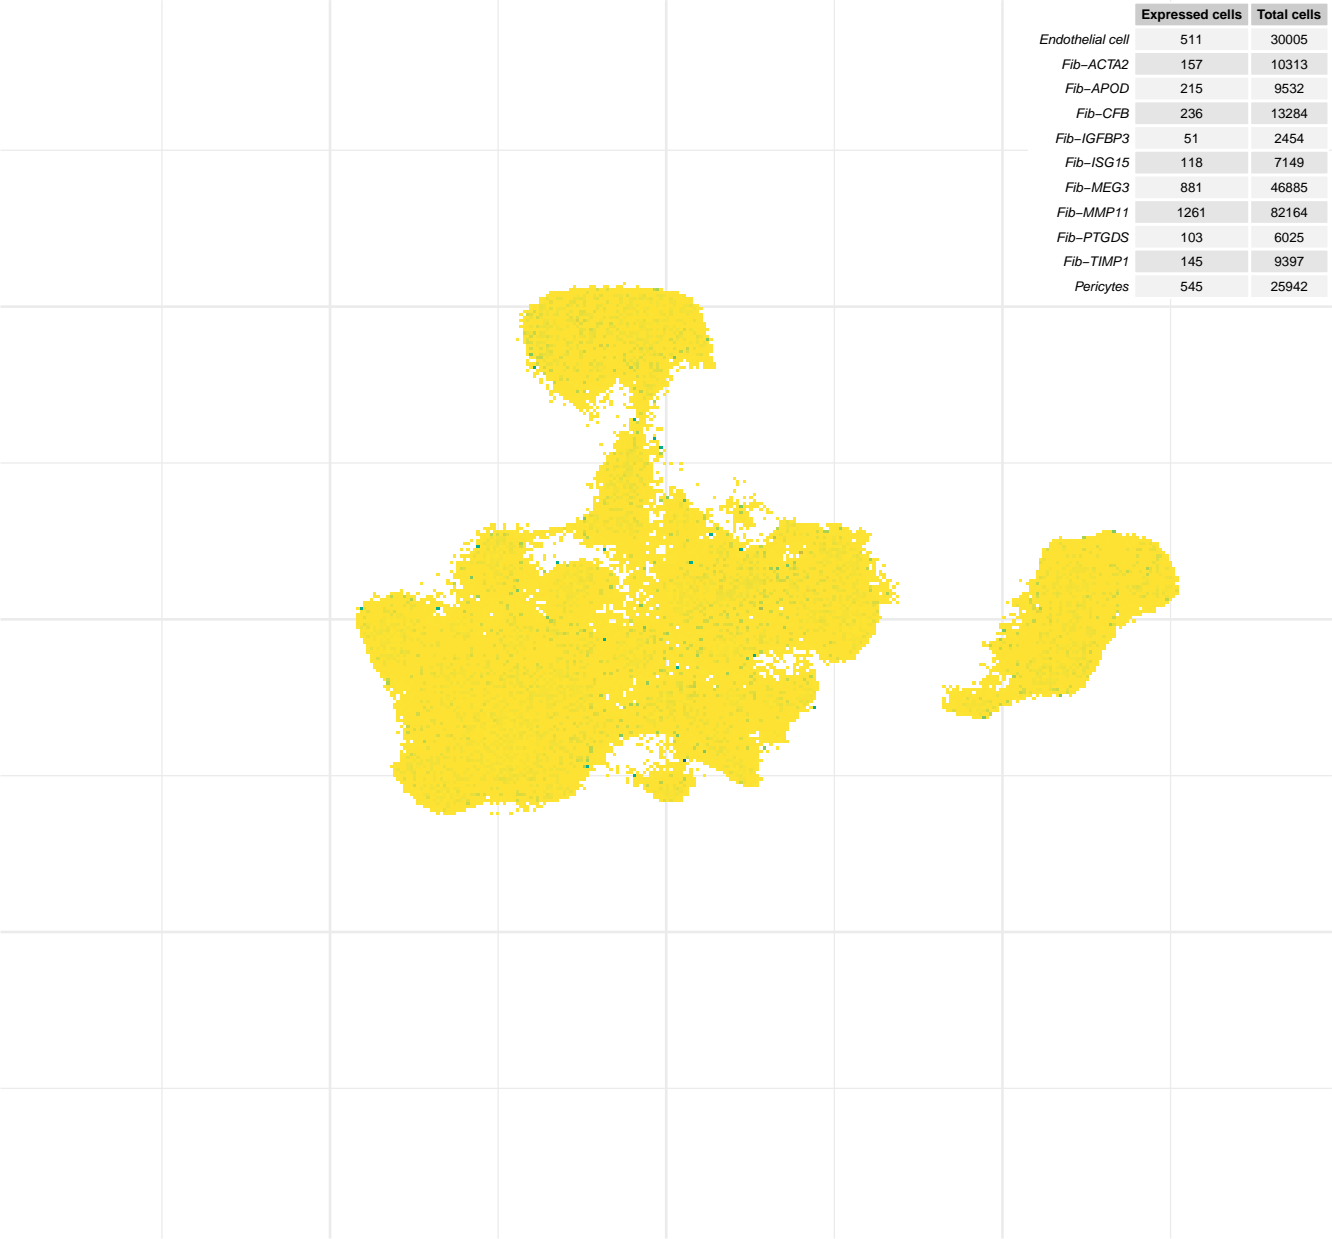 Expressed cells Total cells
Endothelial cell 511 30005
Fib−ACTA2 157 10313
Fib−APOD 215 9532
Fib−CFB 236 13284
Fib−IGFBP3 51 2454
Fib−ISG15 118 7149
Fib−MEG3 881 46885
Fib−MMP11 1261 82164
Fib−PTGDS 103 6025
Fib−TIMP1 145 9397
Pericytes 545 25942